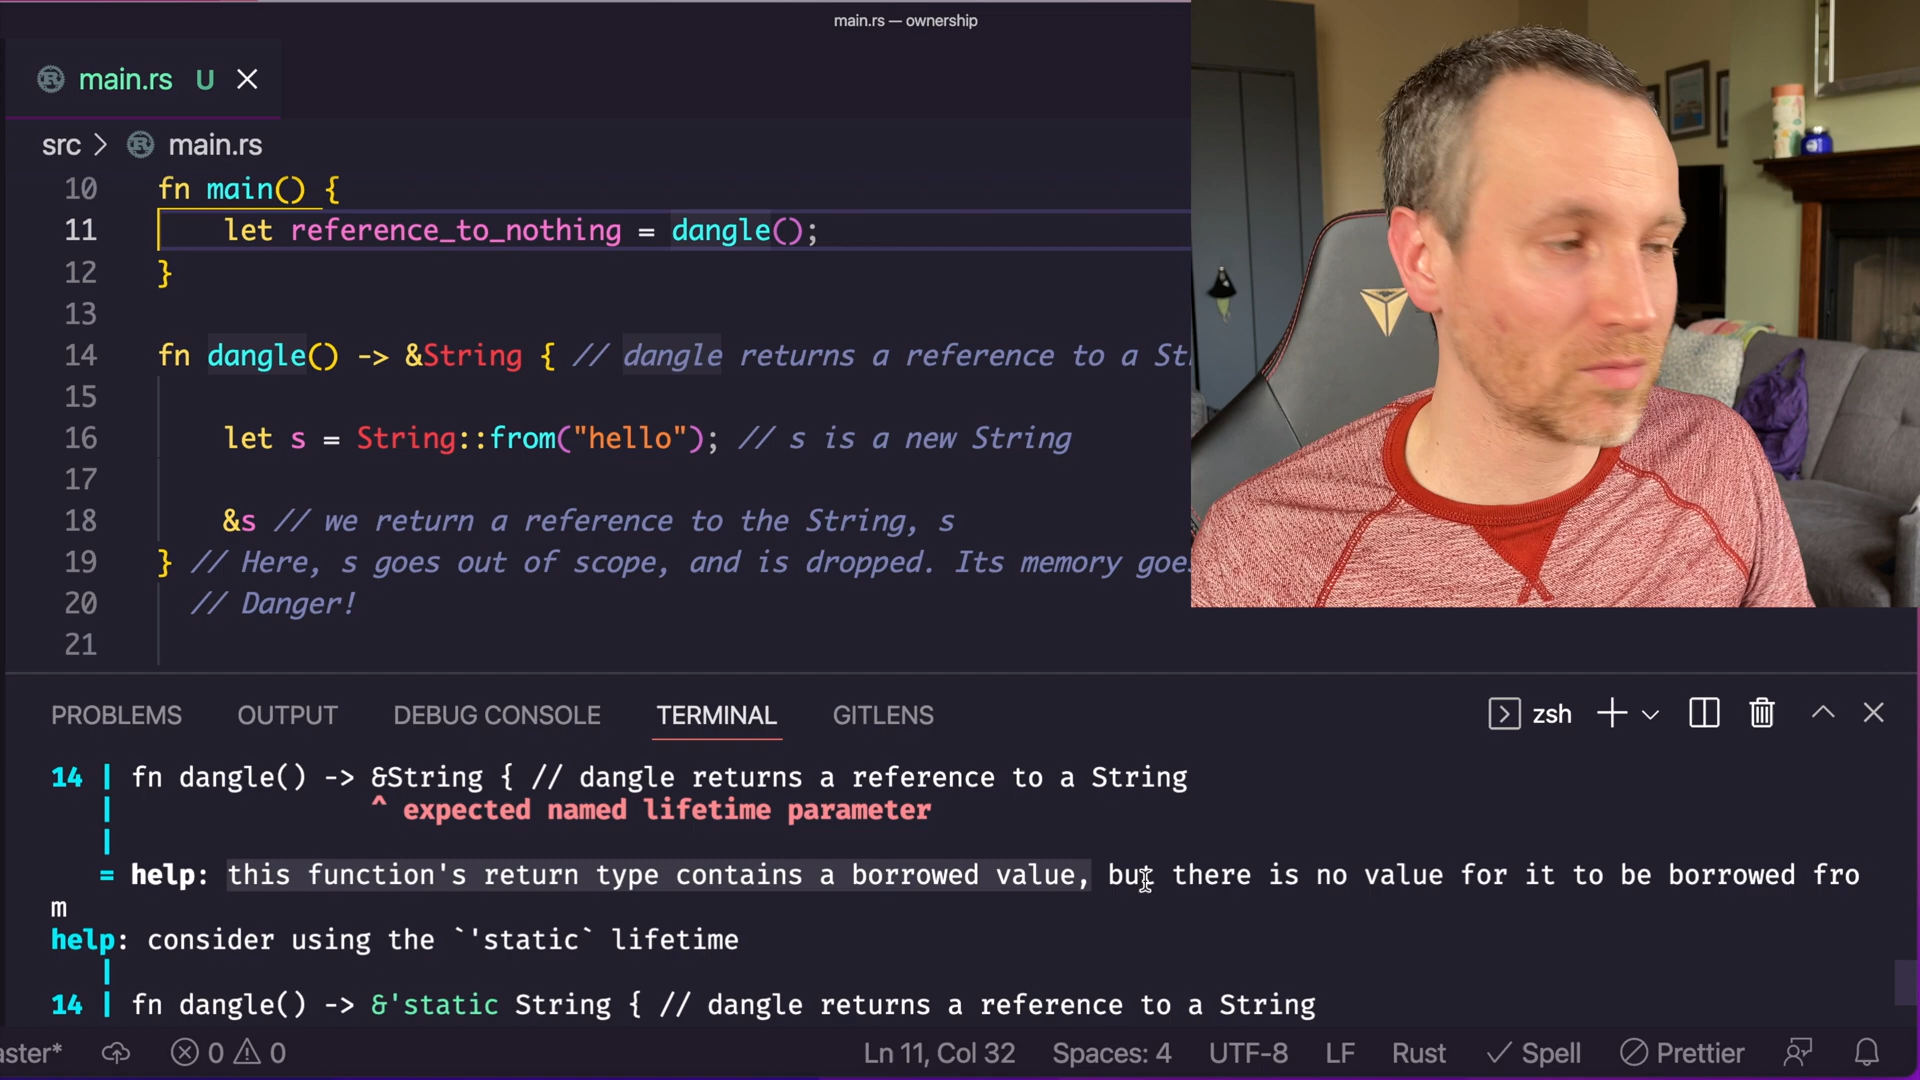 main.rs — ownership
main.rs U
src > main.rs
10 fn main() {
11 let reference_to_nothing = dangle();
12 }
13
14 fn dangle() -> &String { // dangle returns a reference to a
15
16 let s = String::from("hello"); // s is a new String
17
18 &s // we return a reference to the String, s
19 } // Here, s goes out of scope, and is dropped. Its memory
20 // Danger!
21
PROBLEMS OUTPUT DEBUG CONSOLE TERMINAL GITLENS zsh
14 | fn dangle() -> &String { // dangle returns a reference to a String
| ^ expected named lifetime parameter
|
= help: this function's return type contains a borrowed value, but there is no value for it to be borrowed fro
m
help: consider using the `'static` lifetime
|
14 | fn dangle() -> &'static String { // dangle returns a reference to a String
aster* 0 0 Ln 11, Col 32 Spaces: 4 UTF-8 LF Rust Spell Prettier